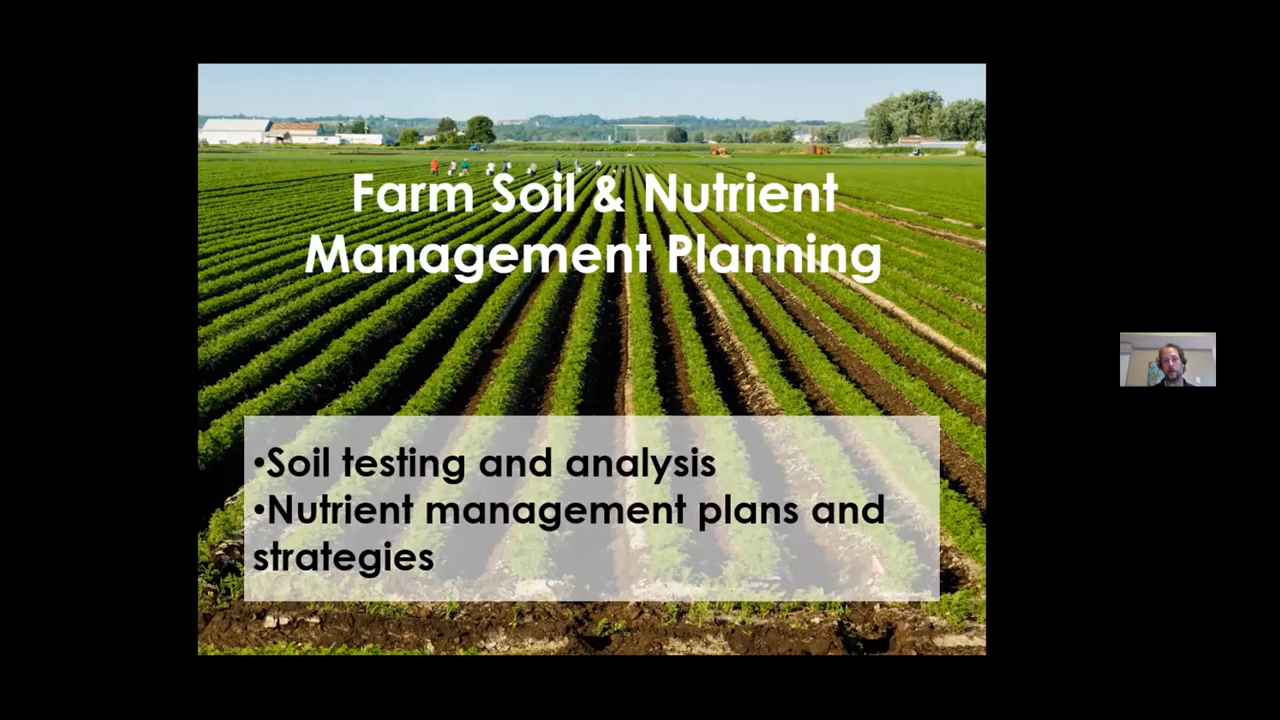 Farm Soil & Nutrient
Management Planning
•Soil testing and analysis
•Nutrient management plans and
strategies